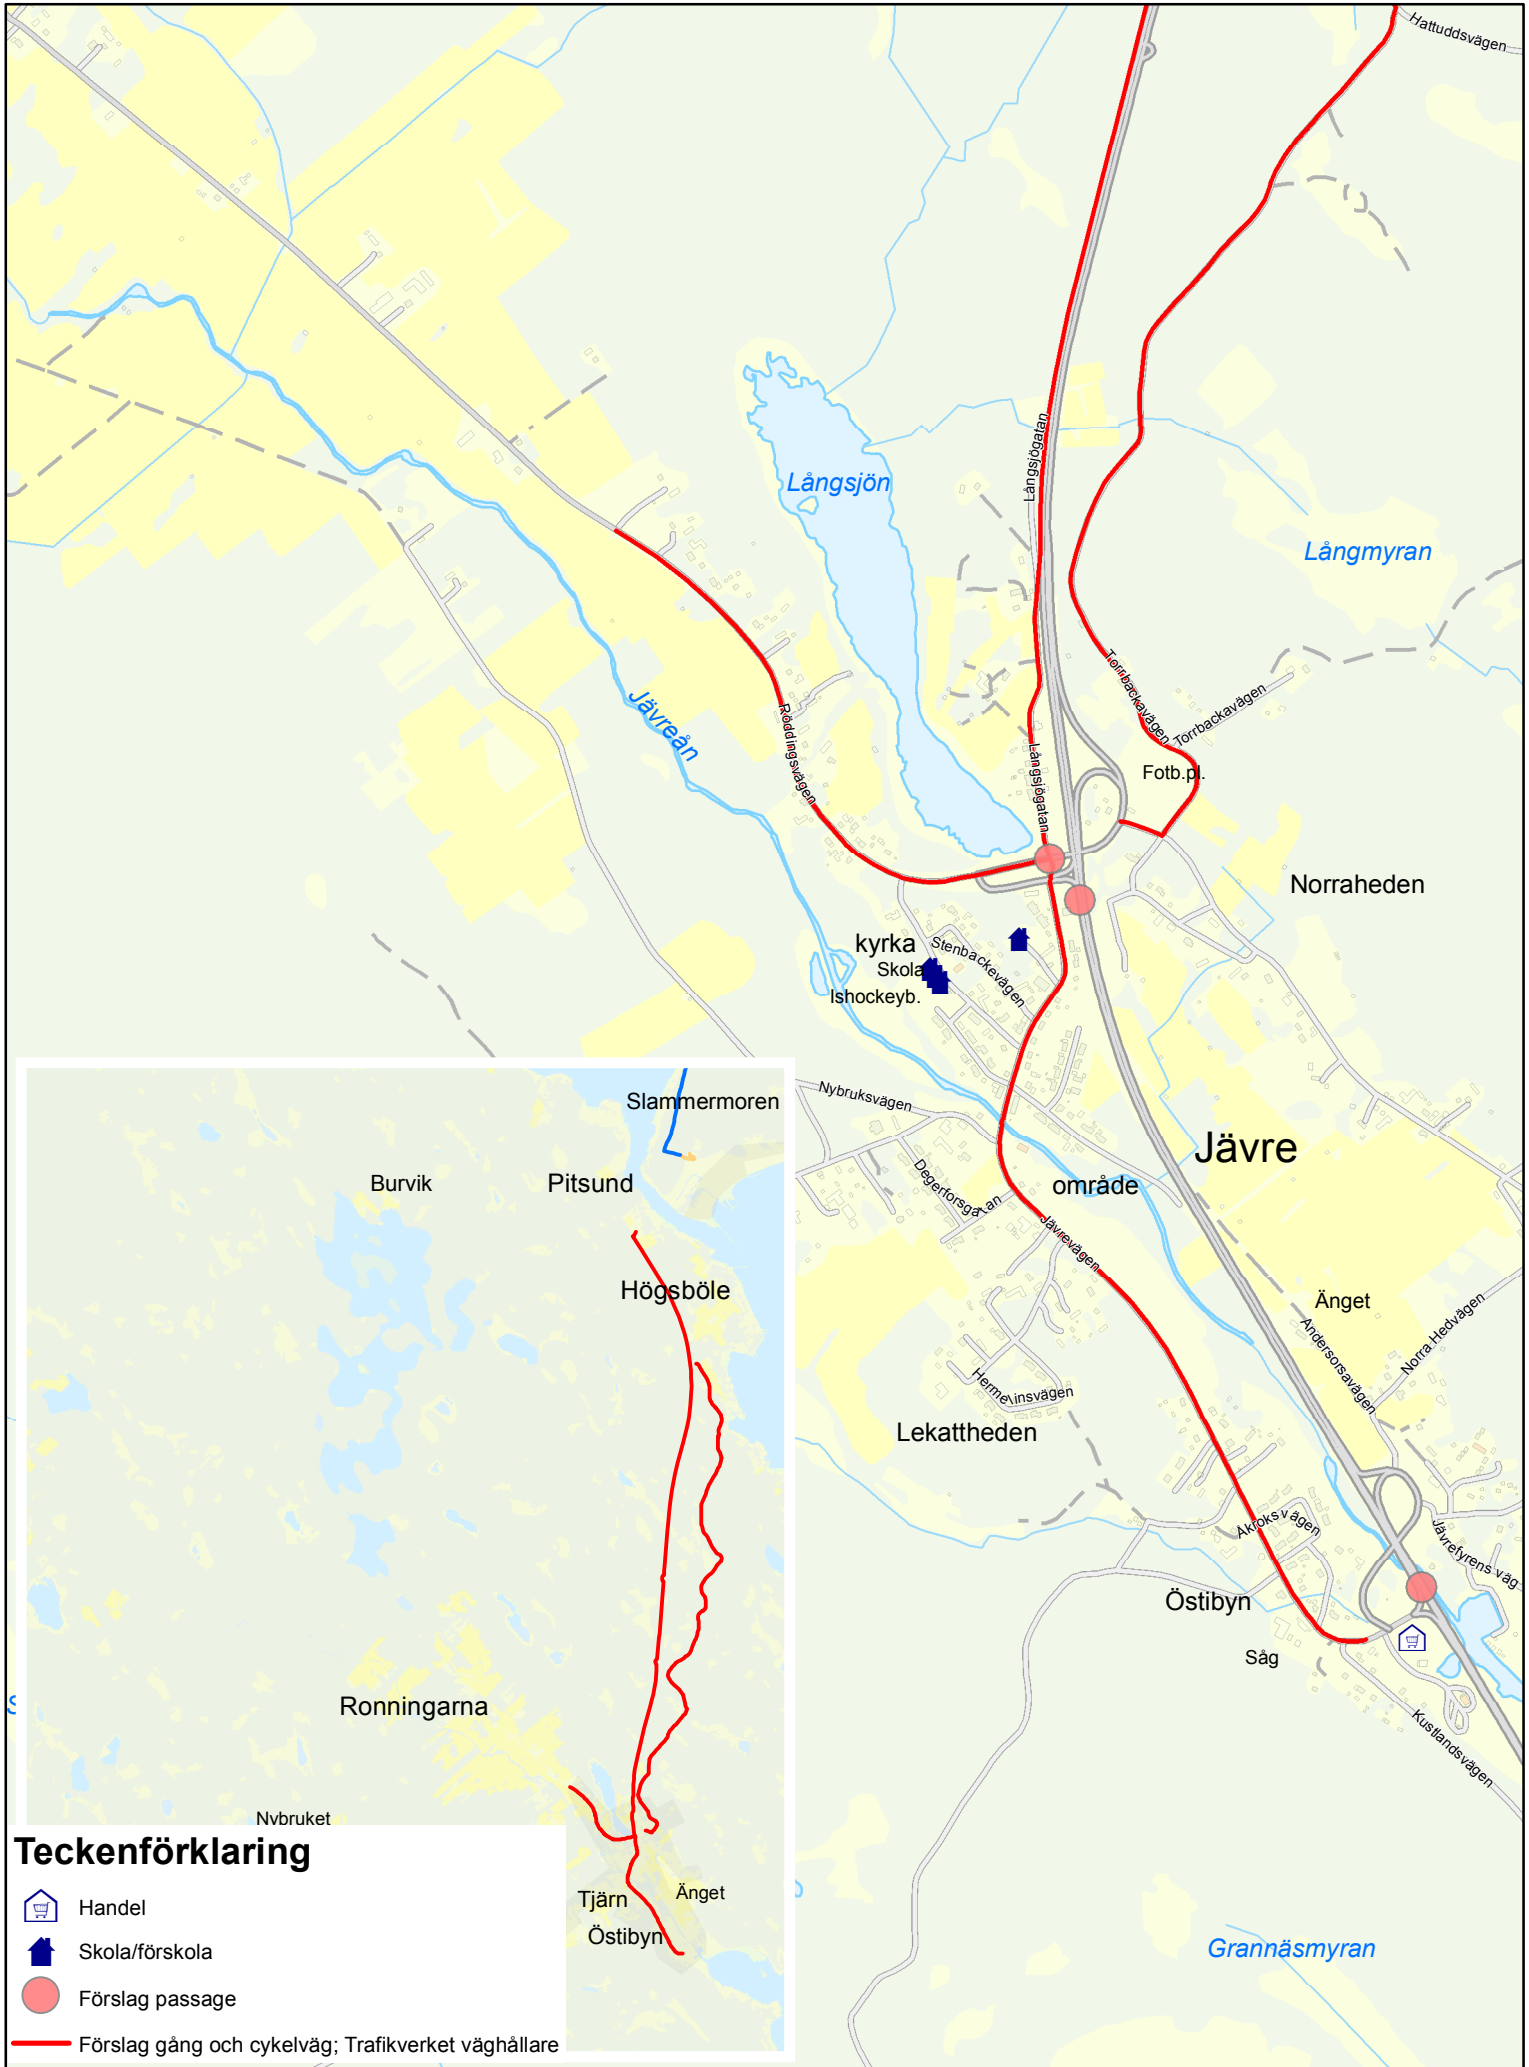 Hattuddsvägen
Långsjögatan
Långsjön
Långmyran
Torrbackavägen
Torrbackavägen
Jävreån
Röddingsvägen
Långsjögatan
Fotb.pl.
Norraheden
kyrka
Stenbackevägen
Skola
Ishockeyb.
Nybruksvägen
Jävre
Degerforsgatan
område
Jävrevägen
Änget
Andersorsavägen
Norra Hedvägen
Hermelinsvägen
Lekattheden
Åkroksvägen
Jävrefyrens väg
Östibyn
Såg
Kustlandsvägen
Grannäsmyran
Slammermoren
Burvik
Pitsund
Högsböle
Ronningarna
Nybruket
Tjärn
Änget
Östibyn
Teckenförklaring
Handel
Skola/förskola
Förslag passage
Förslag gång och cykelväg; Trafikverket väghållare